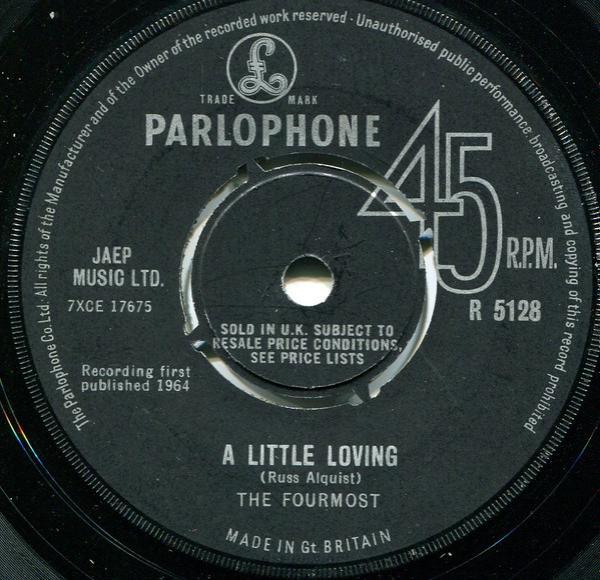 The Parlophone Co. Ltd. All rights of the Manufacturer and of the Owner of the recorded work reserved · Unauthorised public performance, broadcasting and copying of this record prohibited
£
TRADE MARK
PARLOPHONE
45
R.P.M.
JAEP
MUSIC LTD.
7XCE 17675
R 5128
SOLD IN U.K. SUBJECT TO
RESALE PRICE CONDITIONS,
SEE PRICE LISTS
Recording first
published 1964
A LITTLE LOVING
(Russ Alquist)
THE FOURMOST
MADE IN Gt. BRITAIN